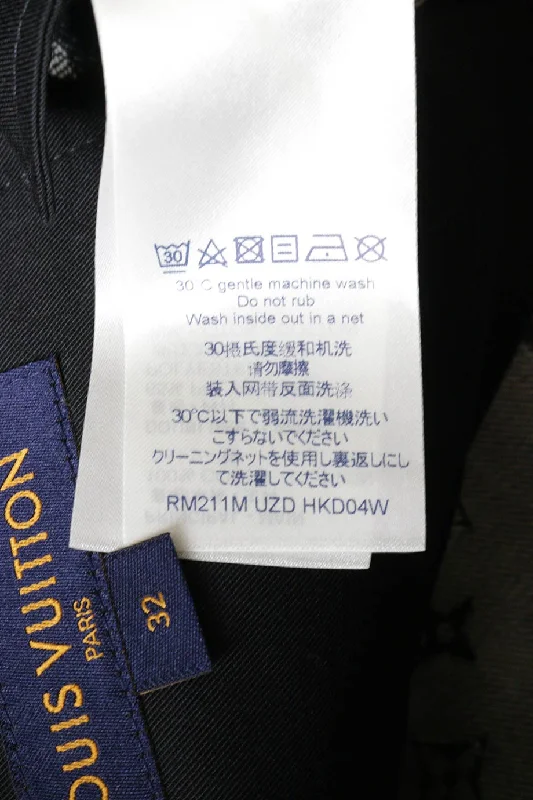 30
30°C gentle machine wash
Do not rub
Wash inside out in a net
30摄氏度缓和机洗
请勿摩擦
装入网带反面洗涤
30℃以下で弱流洗濯機洗い
こすらないでください
クリーニングネットを使用し裏返しにし
て洗濯してください
RM211M UZD HKD04W
OUIS VUITTON
PARIS
32